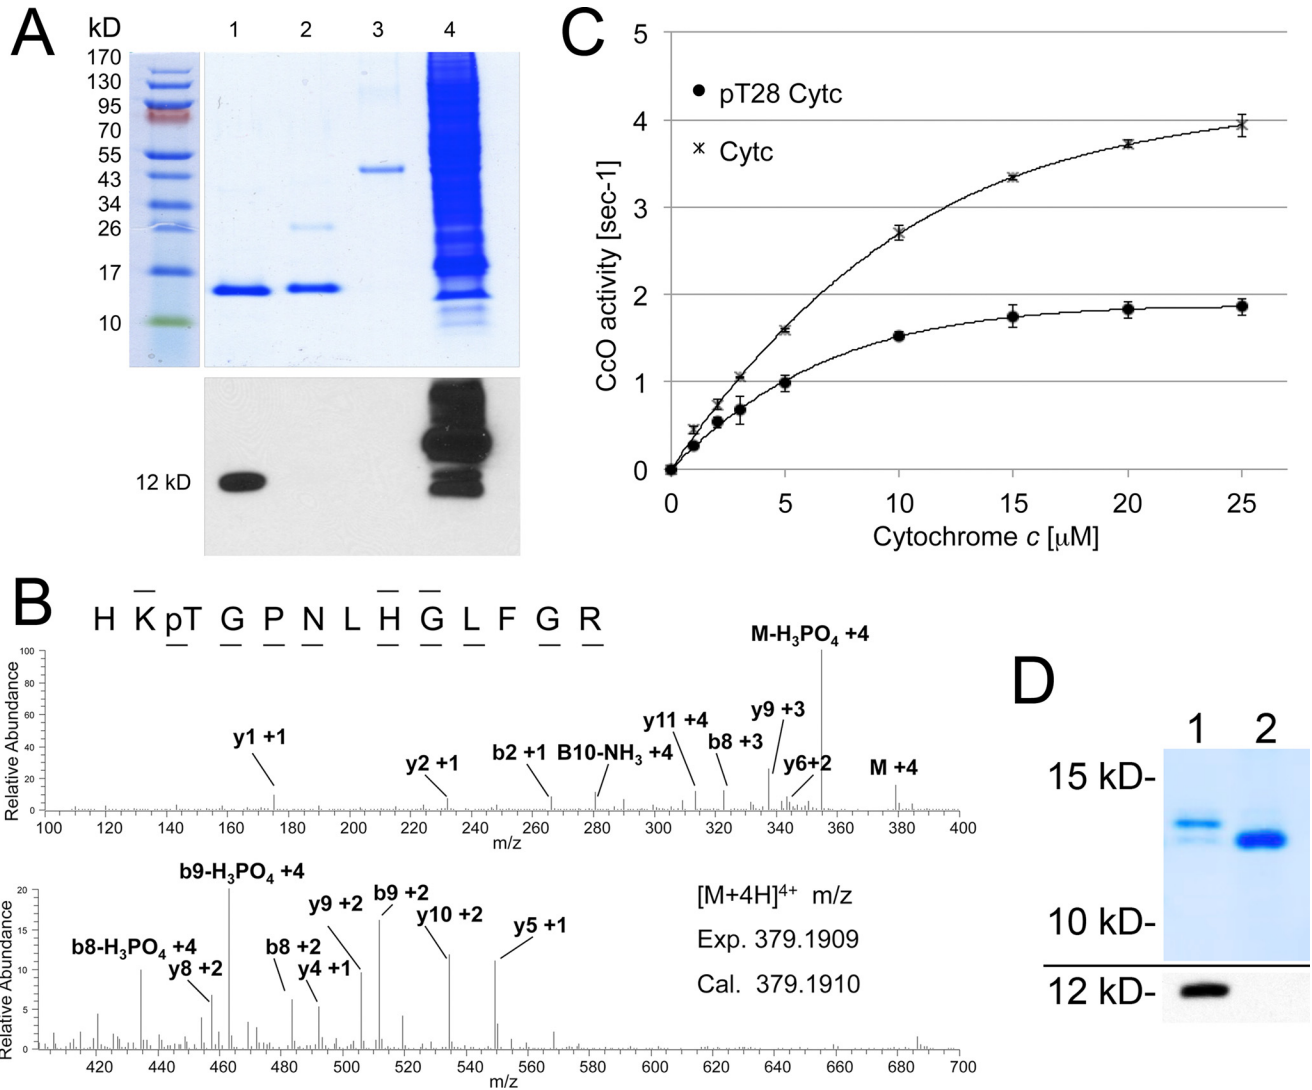 A
kD 1 2 3 4
170
130
95
70
55
43
34
26
17
10
12 kD
C
5
4
3
2
1
0
CcO activity [sec-1]
pT28 Cytc
Cytc
0 5 10 15 20 25
Cytochrome c [μM]
B
H K pT G P N L H G L F G R
M-H₃PO₄ +4
y9 +3
y11 +4
b8 +3
y1 +1
y2 +1
b2 +1
B10-NH₃ +4
y6+2
M +4
Relative Abundance
100
80
60
40
20
0
100 120 140 160 180 200 220 240 260 280 300 320 340 360 380 400
m/z
b9-H₃PO₄ +4
y9 +2
b9 +2
y10 +2
y5 +1
b8-H₃PO₄ +4
y8 +2
b8 +2
y4 +1
[M+4H]⁴⁺ m/z
Exp. 379.1909
Cal. 379.1910
Relative Abundance
20
15
10
5
0
420 440 460 480 500 520 540 560 580 600 620 640 660 680 700
m/z
D
1 2
15 kD-
10 kD-
12 kD-